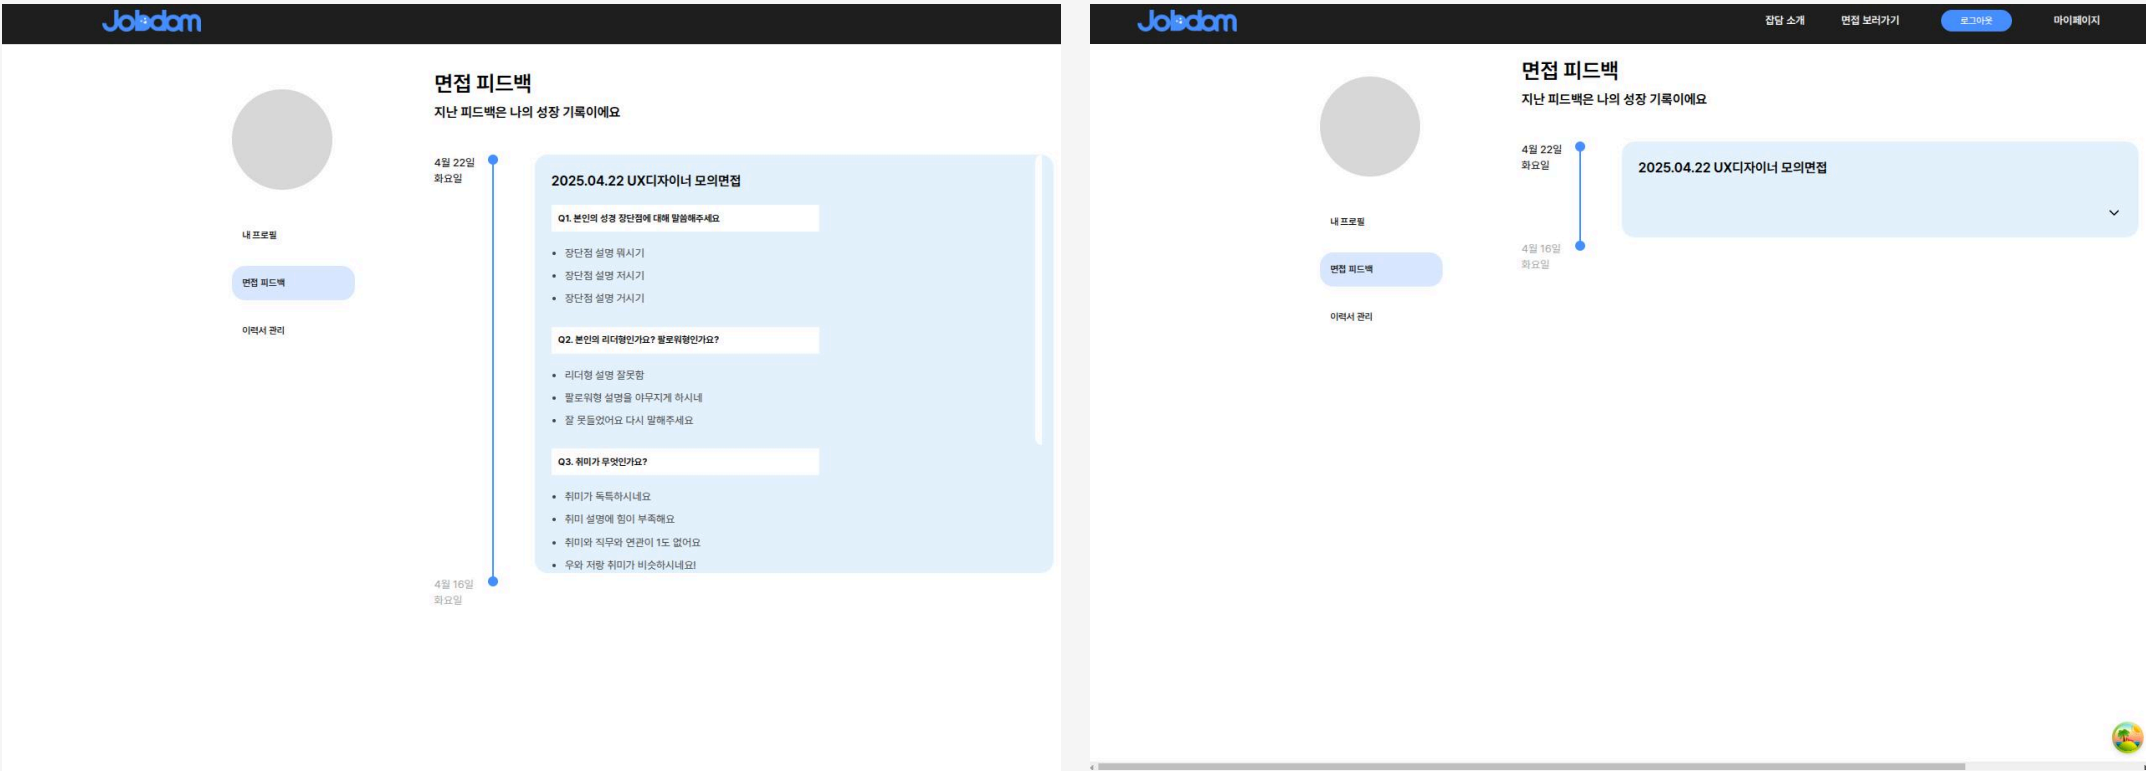 Jobdam
면접 피드백
지난 피드백은 나의 성장 기록이에요
4월 22일
화요일
2025.04.22 UX디자이너 모의면접
Q1. 본인의 성경 장단점에 대해 말씀해주세요
장단점 설명 뭐시기
장단점 설명 저시기
장단점 설명 거시기
Q2. 본인의 리더형인가요? 팔로워형인가요?
리더형 설명 잘못함
팔로워형 설명을 야무지게 하시네
잘 못들었어요 다시 말해주세요
Q3. 취미가 무엇인가요?
취미가 독특하시네요
취미 설명에 힘이 부족해요
취미와 직무와 연관이 1도 없어요
우와 저랑 취미가 비슷하시네요!
4월 16일
화요일
내 프로필
면접 피드백
이력서 관리
Jobdam
잡담 소개
면접 보러가기
로그아웃
마이페이지
면접 피드백
지난 피드백은 나의 성장 기록이에요
4월 22일
화요일
2025.04.22 UX디자이너 모의면접
4월 16일
화요일
내 프로필
면접 피드백
이력서 관리